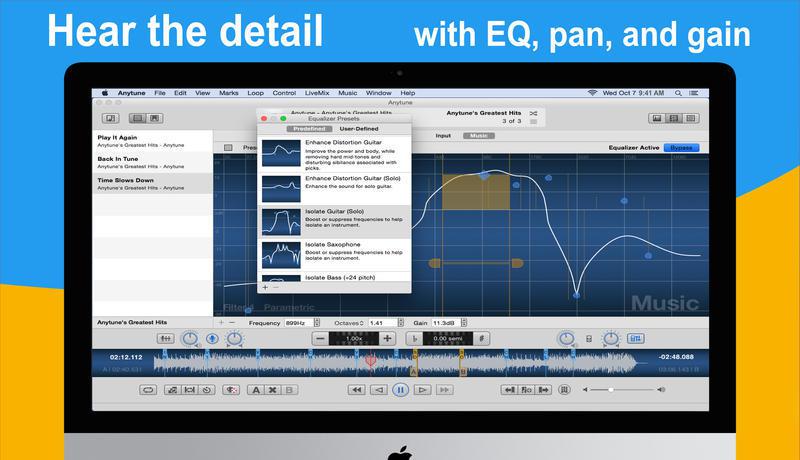 Hear the detail
with EQ, pan, and gain
Anytune File Edit View Marks Loop Control LiveMix Music Window Help
Wed Oct 7 9:41 AM
Anytune
Anytune - Anytune's Greatest Hits
Anytune's Greatest Hits
3 of 3
Equalizer Presets
Predefined User-Defined
Input Music
Play It Again
Anytune's Greatest Hits - Anytune
Back In Tune
Anytune's Greatest Hits - Anytune
Time Slows Down
Anytune's Greatest Hits - Anytune
Equalizer Active Bypass
Enhance Distortion Guitar
Improve the power and body, while
removing hard mid-tones and
disturbing sibilance associated with
picks.
Enhance Distortion Guitar (Solo)
Enhance the sound for solo guitar.
Isolate Guitar (Solo)
Boost or suppress frequencies to help
isolate an instrument.
Isolate Saxophone
Boost or suppress frequencies to help
isolate an instrument.
Isolate Bass (+24 pitch)
Filter 4 Parametric
Music
Anytune's Greatest Hits
Frequency 899Hz Octaves 1.41 Gain 11.3dB
1.00x
0.00 semi
02:12.112
-02:48.088
A B
A
B